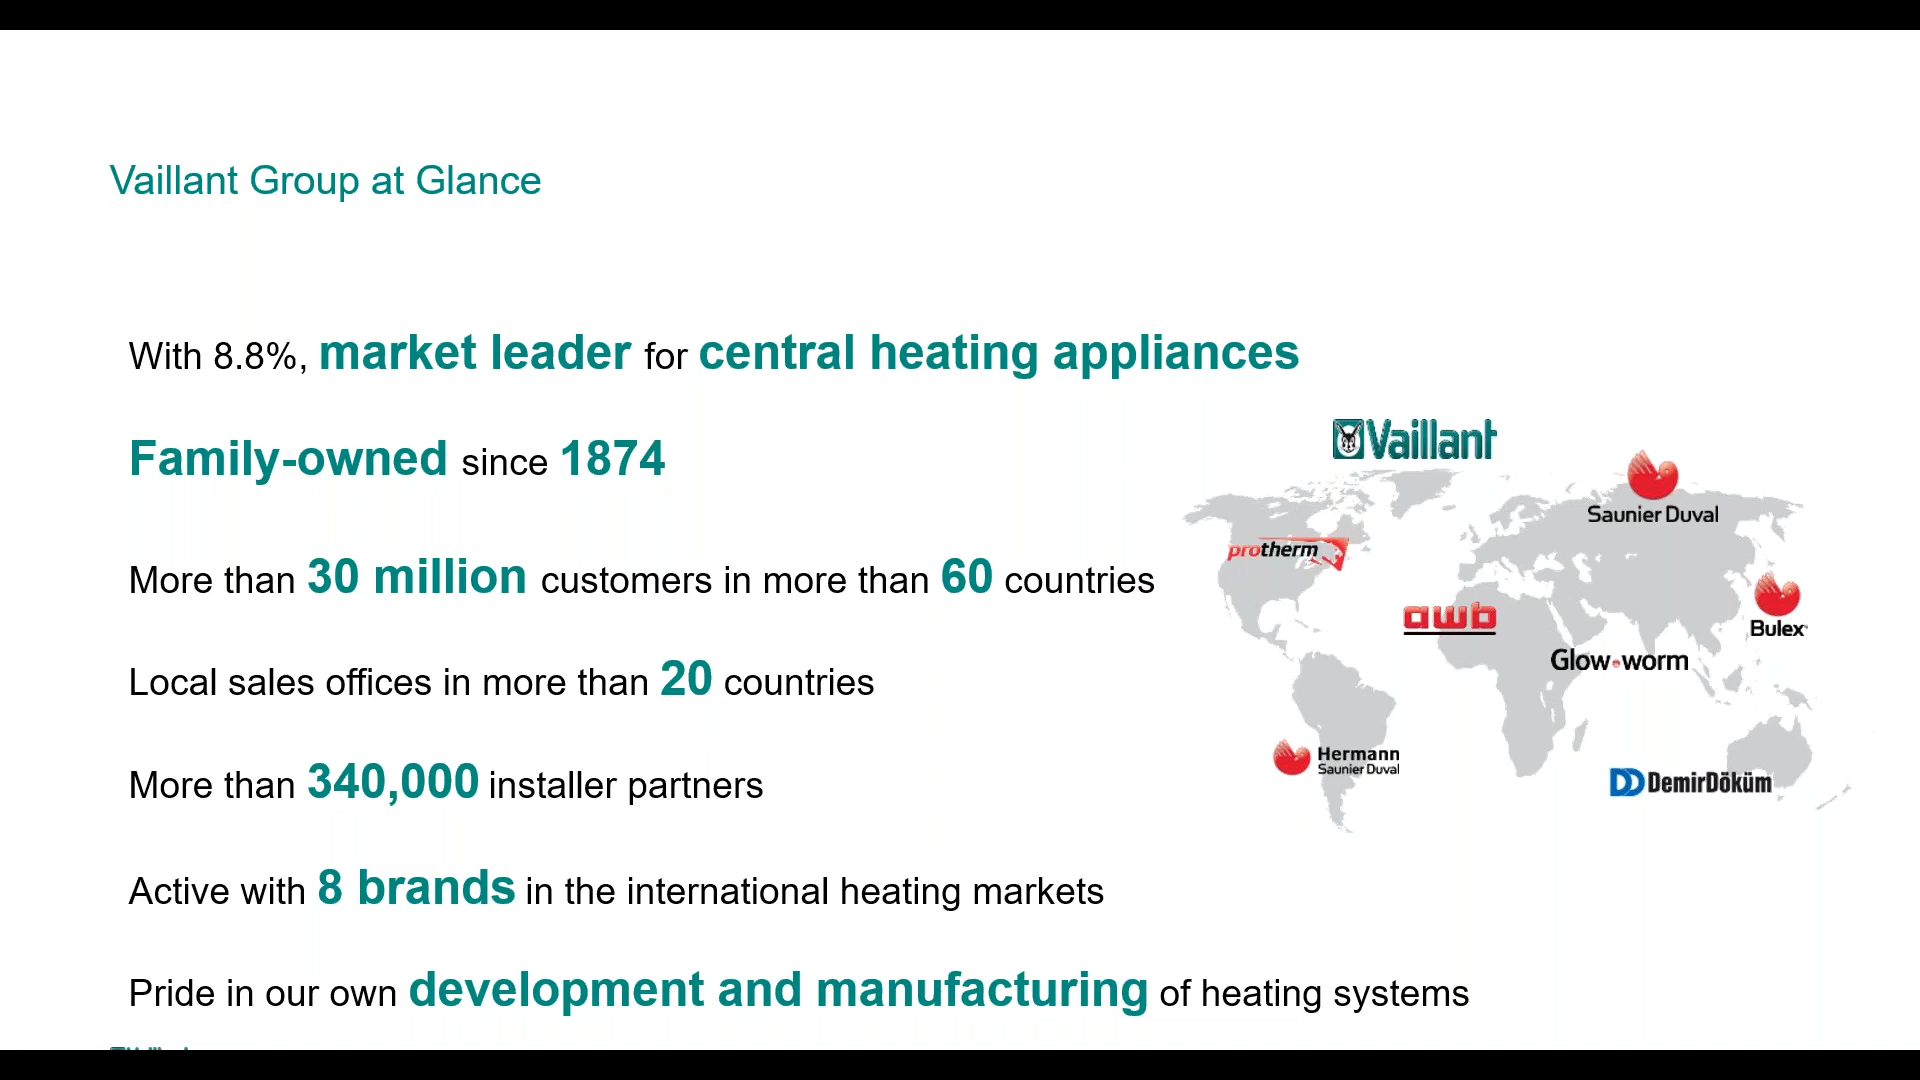 Vaillant Group at Glance
With 8.8%, market leader for central heating appliances
Family-owned since 1874
More than 30 million customers in more than 60 countries
Local sales offices in more than 20 countries
More than 340,000 installer partners
Active with 8 brands in the international heating markets
Pride in our own development and manufacturing of heating systems
Vaillant
Saunier Duval
protherm
awb
Bulex
Glow-worm
Hermann
Saunier Duval
DemirDöküm